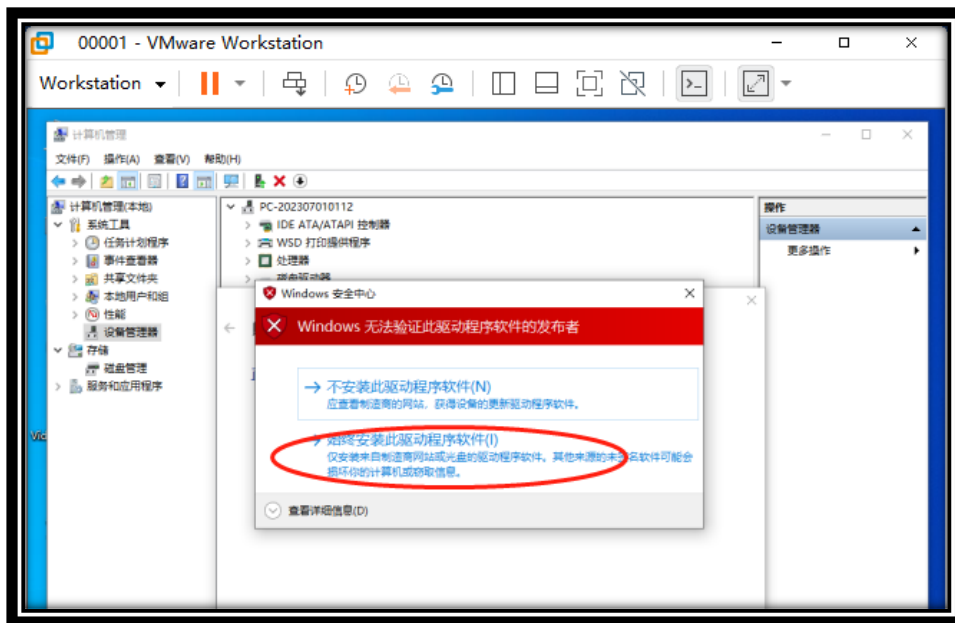 00001 - VMware Workstation
Workstation
计算机管理
文件(F) 操作(A) 查看(V) 帮助(H)
计算机管理(本地)
系统工具
任务计划程序
事件查看器
共享文件夹
本地用户和组
性能
设备管理器
存储
磁盘管理
服务和应用程序
PC-202307010112
IDE ATA/ATAPI 控制器
WSD 打印提供程序
处理器
磁盘驱动器
操作
设备管理器
更多操作
Windows 安全中心
Windows 无法验证此驱动程序软件的发布者
不安装此驱动程序软件(N)
应查看制造商的网站，获得设备的更新驱动程序软件。
始终安装此驱动程序软件(I)
仅安装来自制造商网站或光盘的驱动程序软件。其他来源的未签名软件可能会
损坏你的计算机或窃取信息。
查看详细信息(D)